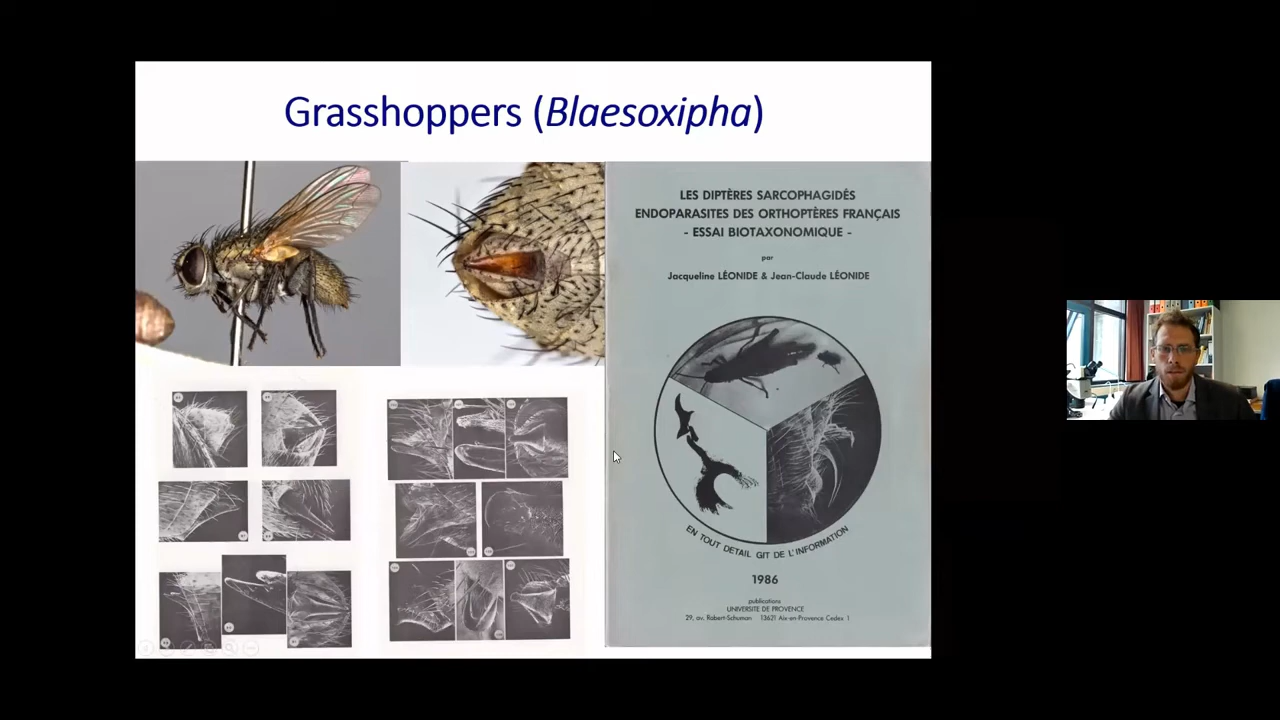 Grasshoppers (Blaesoxipha)
LES DIPTÈRES SARCOPHAGIDÉS
ENDOPARASITES DES ORTHOPTÈRES FRANÇAIS
- ESSAI BIOTAXONOMIQUE -
par
Jacqueline LÉONIDE & Jean-Claude LÉONIDE
EN TOUT DETAIL GIT DE L'INFORMATION
1986
publications
UNIVERSITE DE PROVENCE
29, av. Robert-Schuman 13621 Aix-en-Provence Cedex 1